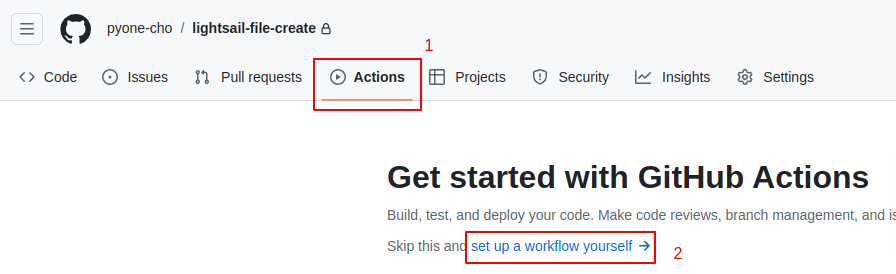 pyone-cho / lightsail-file-create
1
Code Issues Pull requests Actions Projects Security Insights Settings
Get started with GitHub Actions
Build, test, and deploy your code. Make code reviews, branch management, and is
Skip this and set up a workflow yourself →
2